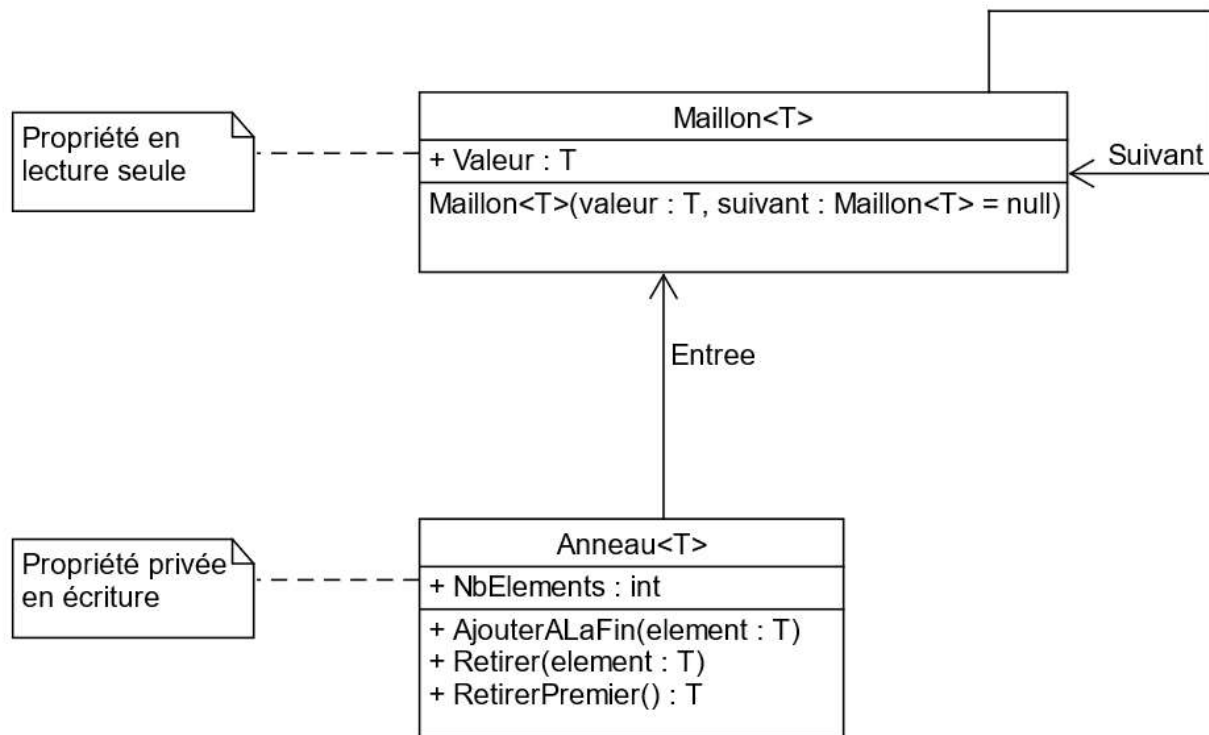 Maillon<T>
Propriété en
lecture seule
+ Valeur : T
Suivant
Maillon<T>(valeur : T, suivant : Maillon<T> = null)
Entree
Anneau<T>
Propriété privée
en écriture
+ NbElements : int
+ AjouterALaFin(element : T)
+ Retirer(element : T)
+ RetirerPremier() : T